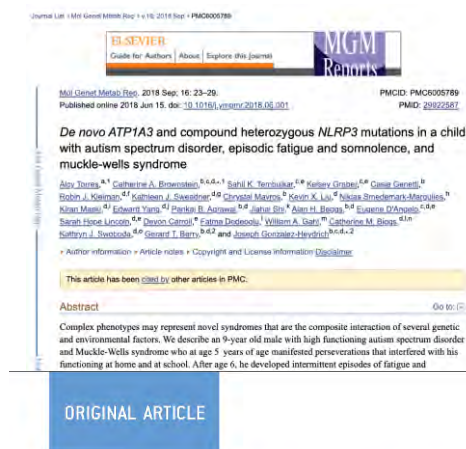 Journal List > Mol Genet Metab Rep > v.16; 2018 Sep > PMC6005789
ELSEVIER
Guide for Authors | About | Explore this Journal
MGM
Reports
Mol Genet Metab Rep. 2018 Sep; 16: 23–29.
PMCID: PMC6005789
Published online 2018 Jun 15. doi: 10.1016/j.ymgmr.2018.06.001
PMID: 29922587
De novo ATP1A3 and compound heterozygous NLRP3 mutations in a child
with autism spectrum disorder, episodic fatigue and somnolence, and
muckle-wells syndrome
Alcy Torres,a,1 Catherine A. Brownstein,b,c,d,⁎,1 Sahil K. Tembulkar,c,e Kelsey Graber,c,e Casie Genetti,b
Robin J. Kleiman,d,f Kathleen J. Sweadner,d,g Chrystal Mavros,b Kevin X. Liu,d Niklas Smedemark-Margulies,h
Kiran Maski,d,i Edward Yang,d,j Pankaj B. Agrawal,b,d Jiahai Shi,k Alan H. Beggs,b,d Eugene D'Angelo,c,d,e
Sarah Hope Lincoln,d,e Devon Carroll,e Fatma Dedeoglu,l William A. Gahl,m Catherine M. Biggs,d,l,n
Kathryn J. Swoboda,d,o Gerard T. Berry,b,d,2 and Joseph Gonzalez-Heydrich b,c,d,⁎,2
▸ Author information ▸ Article notes ▸ Copyright and License information Disclaimer
This article has been cited by other articles in PMC.
Abstract
Go to:
Complex phenotypes may represent novel syndromes that are the composite interaction of several genetic
and environmental factors. We describe an 9-year old male with high functioning autism spectrum disorder
and Muckle-Wells syndrome who at age 5 years of age manifested perseverations that interfered with his
functioning at home and at school. After age 6, he developed intermittent episodes of fatigue and
ORIGINAL ARTICLE